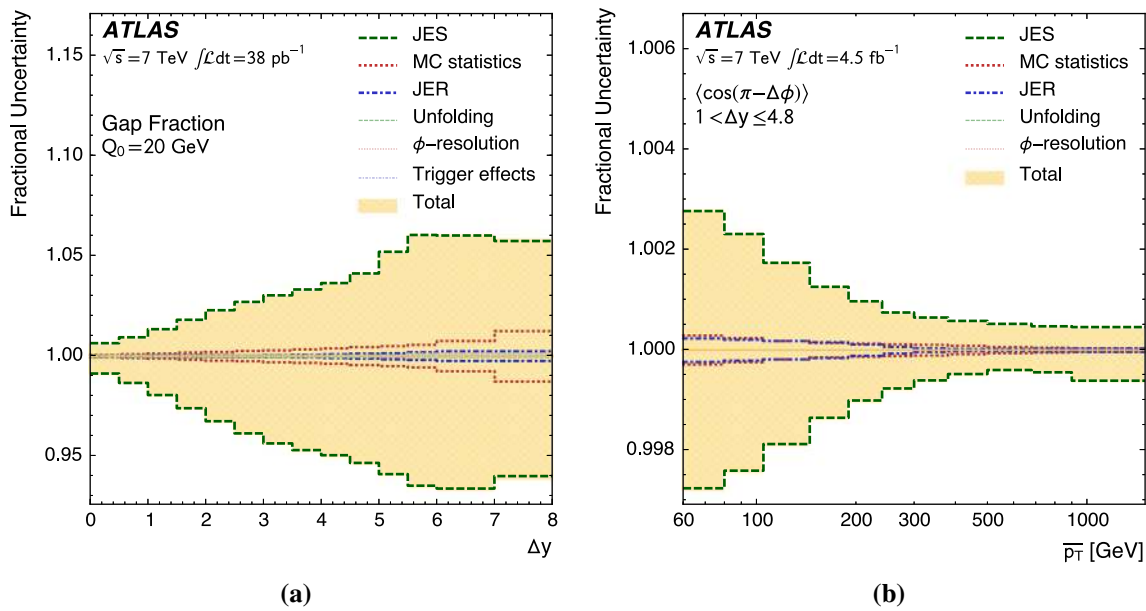 ATLAS
√s=7 TeV ∫ℒdt=38 pb⁻¹
Gap Fraction
Q₀=20 GeV
JES
MC statistics
JER
Unfolding
ϕ−resolution
Trigger effects
Total
Fractional Uncertainty
1.15
1.10
1.05
1.00
0.95
0 1 2 3 4 5 6 7 8
Δy
(a)
ATLAS
√s=7 TeV ∫ℒdt=4.5 fb⁻¹
⟨cos(π−Δϕ)⟩
1<Δy≤4.8
JES
MC statistics
JER
Unfolding
ϕ−resolution
Total
Fractional Uncertainty
1.006
1.004
1.002
1.000
0.998
60 100 200 300 500 1000
p̅T̅ [GeV]
(b)